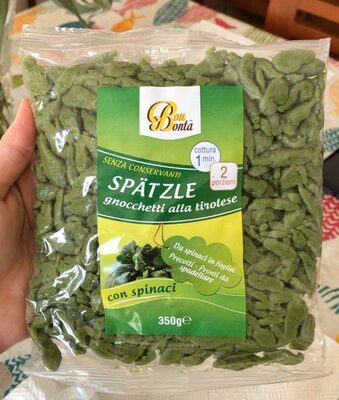 Bon
Bontà
cottura
1 min.
SENZA CONSERVANTI
2
porzioni
SPÄTZLE
gnocchetti alla tirolese
Da spinaci in foglia
Precotti - Pronti da
spadellare
con spinaci
350g℮